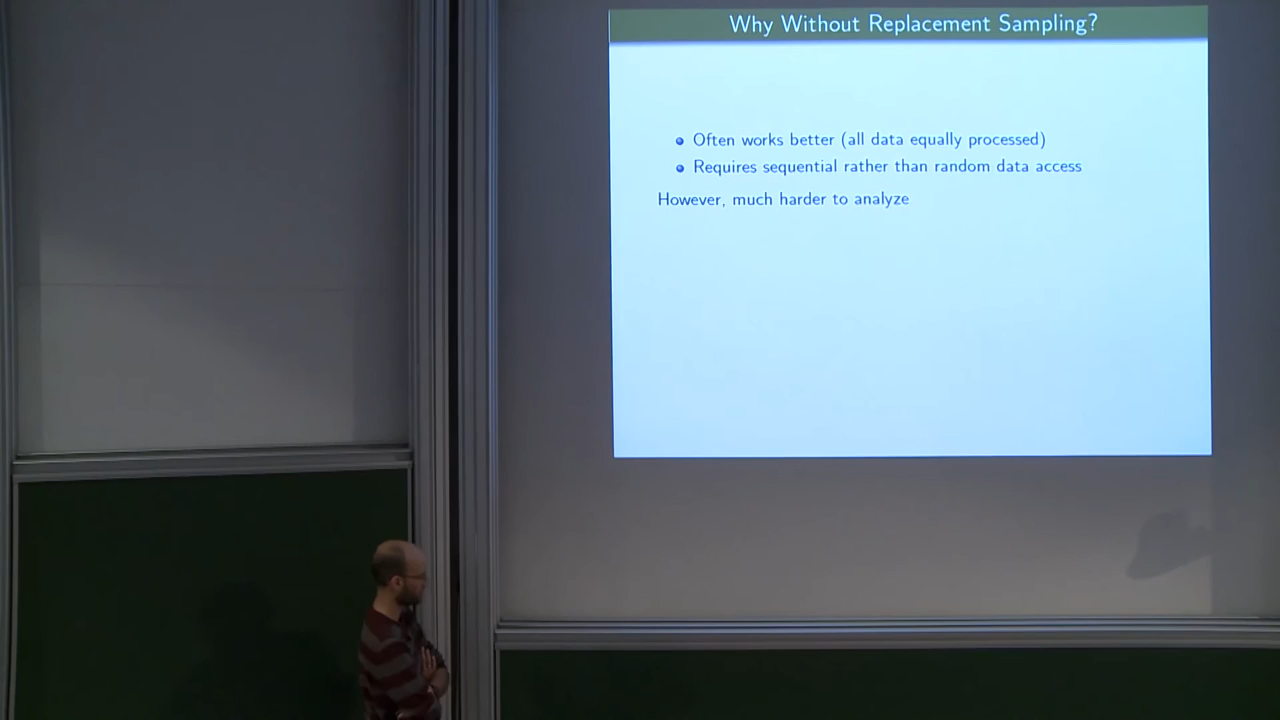 Why Without Replacement Sampling?
Often works better (all data equally processed)
Requires sequential rather than random data access
However, much harder to analyze